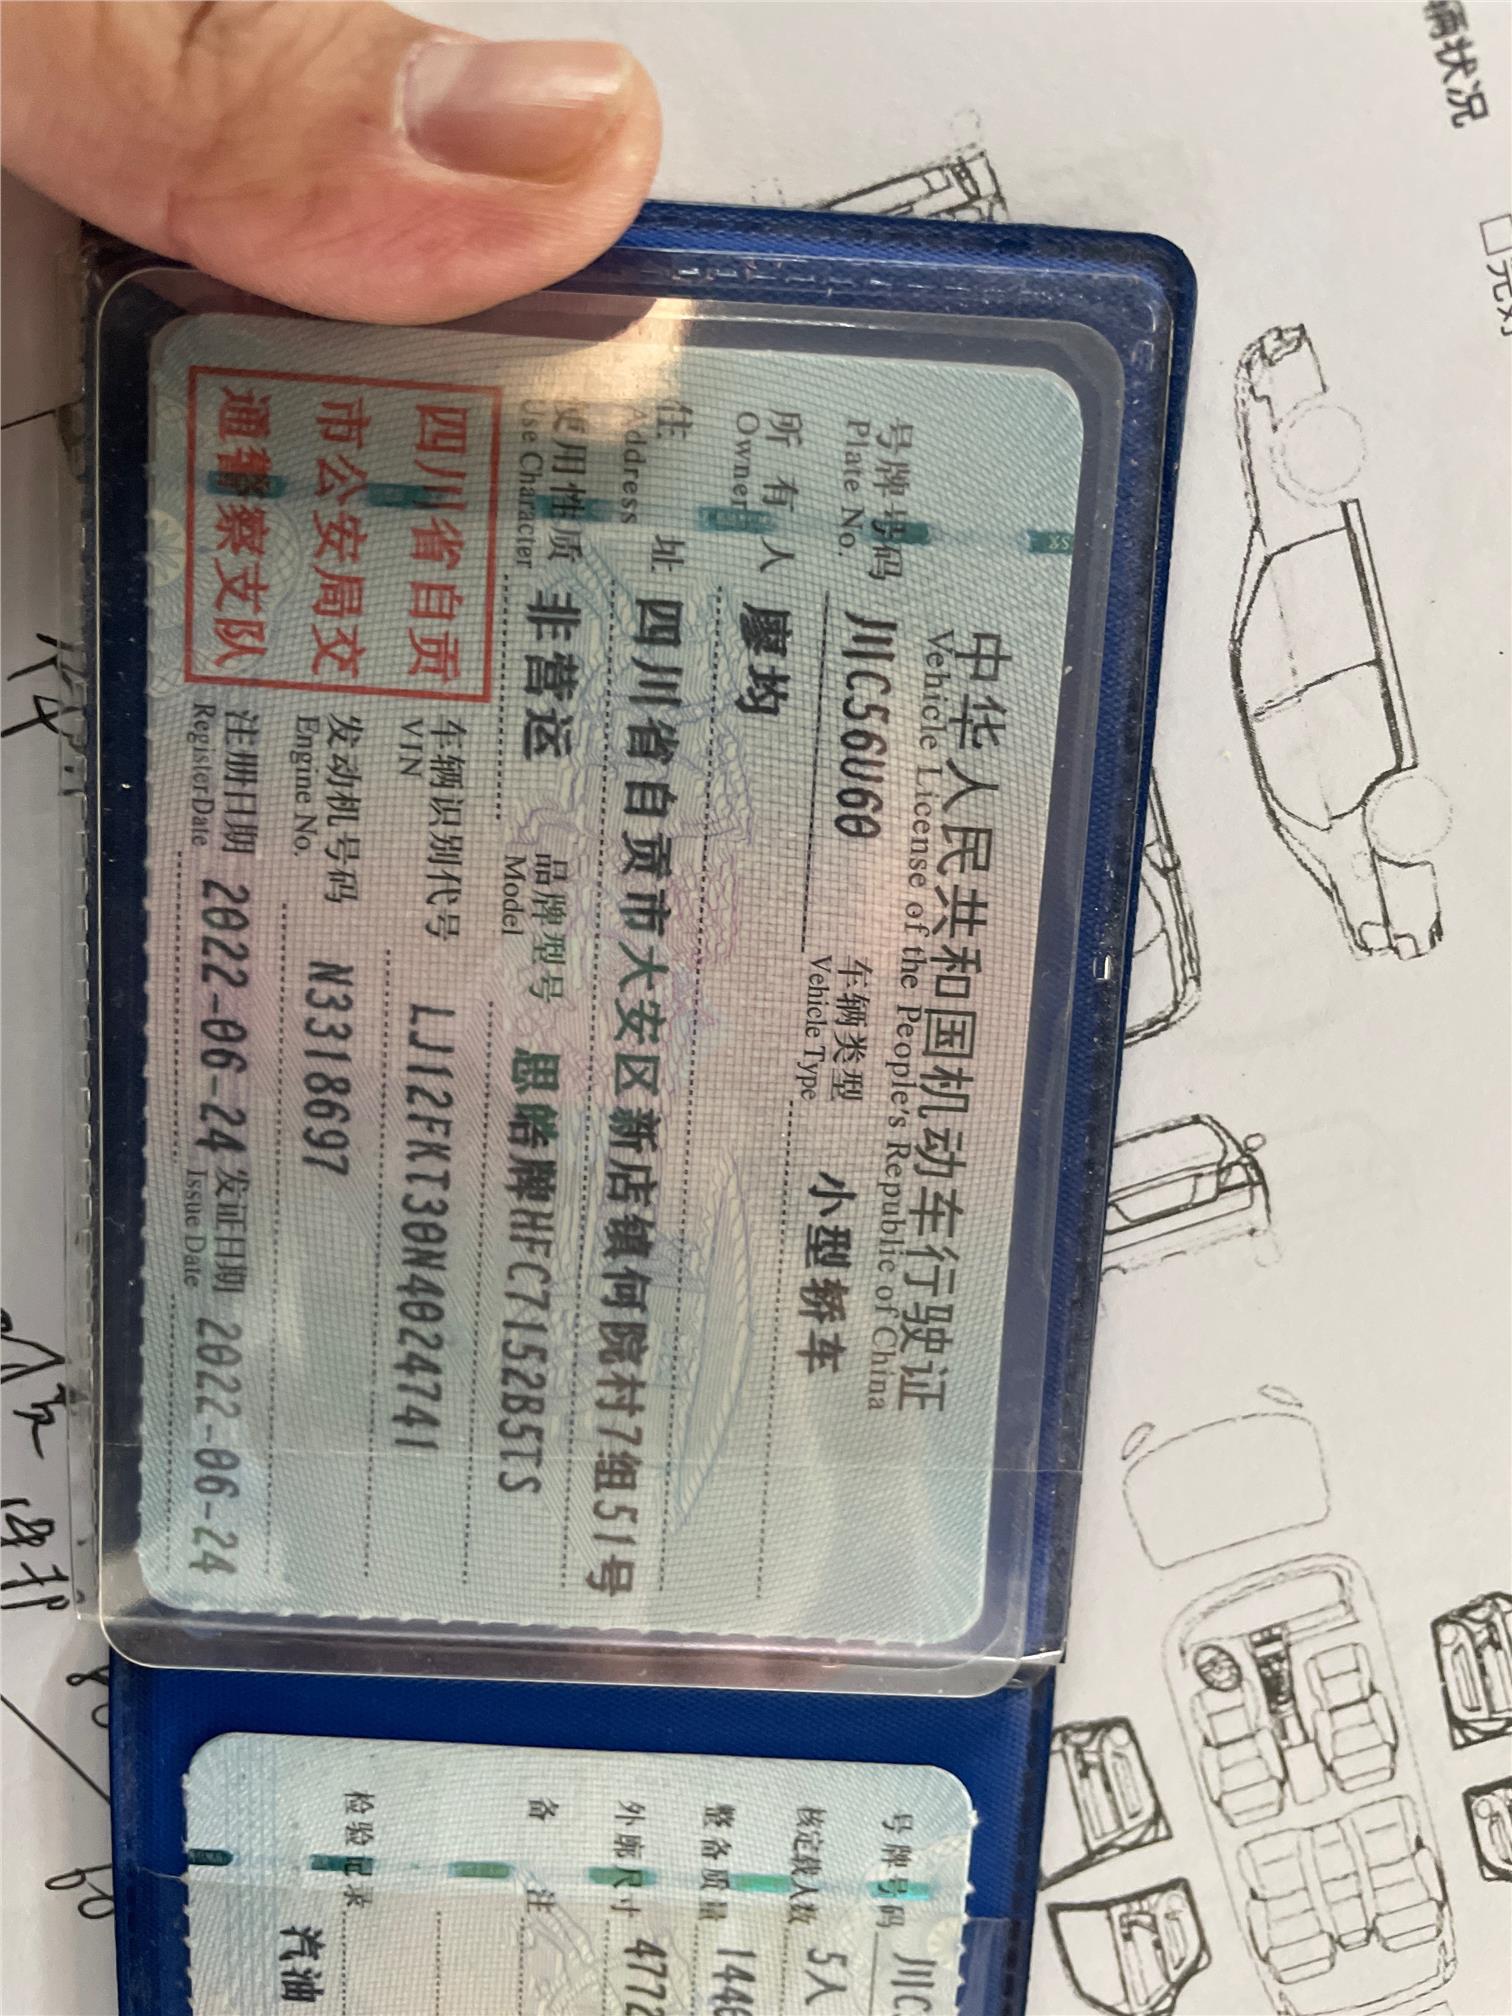 中华人民共和国机动车行驶证
Vehicle License of the People's Republic of China
号牌号码 川C56U60 车辆类型 小型轿车
Plate No. Vehicle Type
所有人 廖均
Owner
住址 四川省自贡市大安区新店镇何院村7组51号
Address
使用性质 非营运 品牌型号 思皓牌HFC7152B5TS
Use Character Model
四川省自贡
市公安局交
通警察支队
车辆识别代号 LJ12FKT30N4024741
VIN
发动机号码 N3318697
Engine No.
注册日期 2022-06-24 发证日期 2022-06-24
Register Date Issue Date
号牌号码 川C
核定载人数 5人
整备质量 144
外廓尺寸 477
备注
检验记录 汽油
辆状况